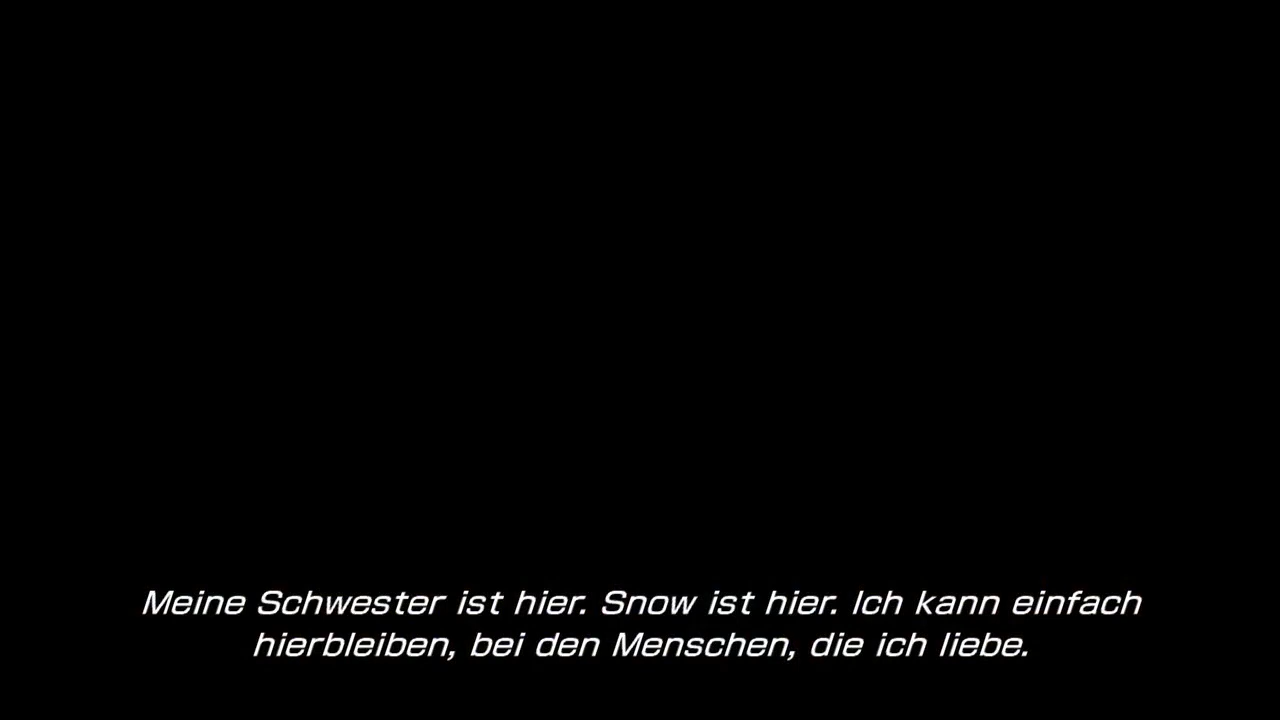 Meine Schwester ist hier. Snow ist hier. Ich kann einfach
hierbleiben, bei den Menschen, die ich liebe.